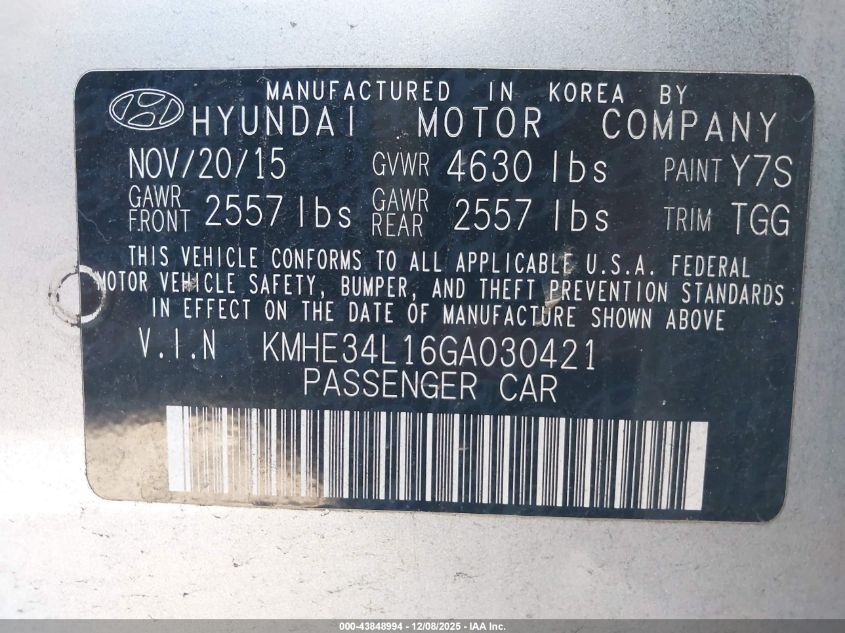 MANUFACTURED IN KOREA BY
HYUNDAI MOTOR COMPANY
NOV/20/15 GVWR 4630 lbs PAINT Y7S
GAWR FRONT 2557 lbs GAWR REAR 2557 lbs TRIM TGG
THIS VEHICLE CONFORMS TO ALL APPLICABLE U.S.A. FEDERAL
MOTOR VEHICLE SAFETY, BUMPER, AND THEFT PREVENTION STANDARDS
IN EFFECT ON THE DATE OF MANUFACTURE SHOWN ABOVE
V.I.N KMHE34L16GA030421
PASSENGER CAR
000-43848994 - 12/08/2025 - IAA Inc.